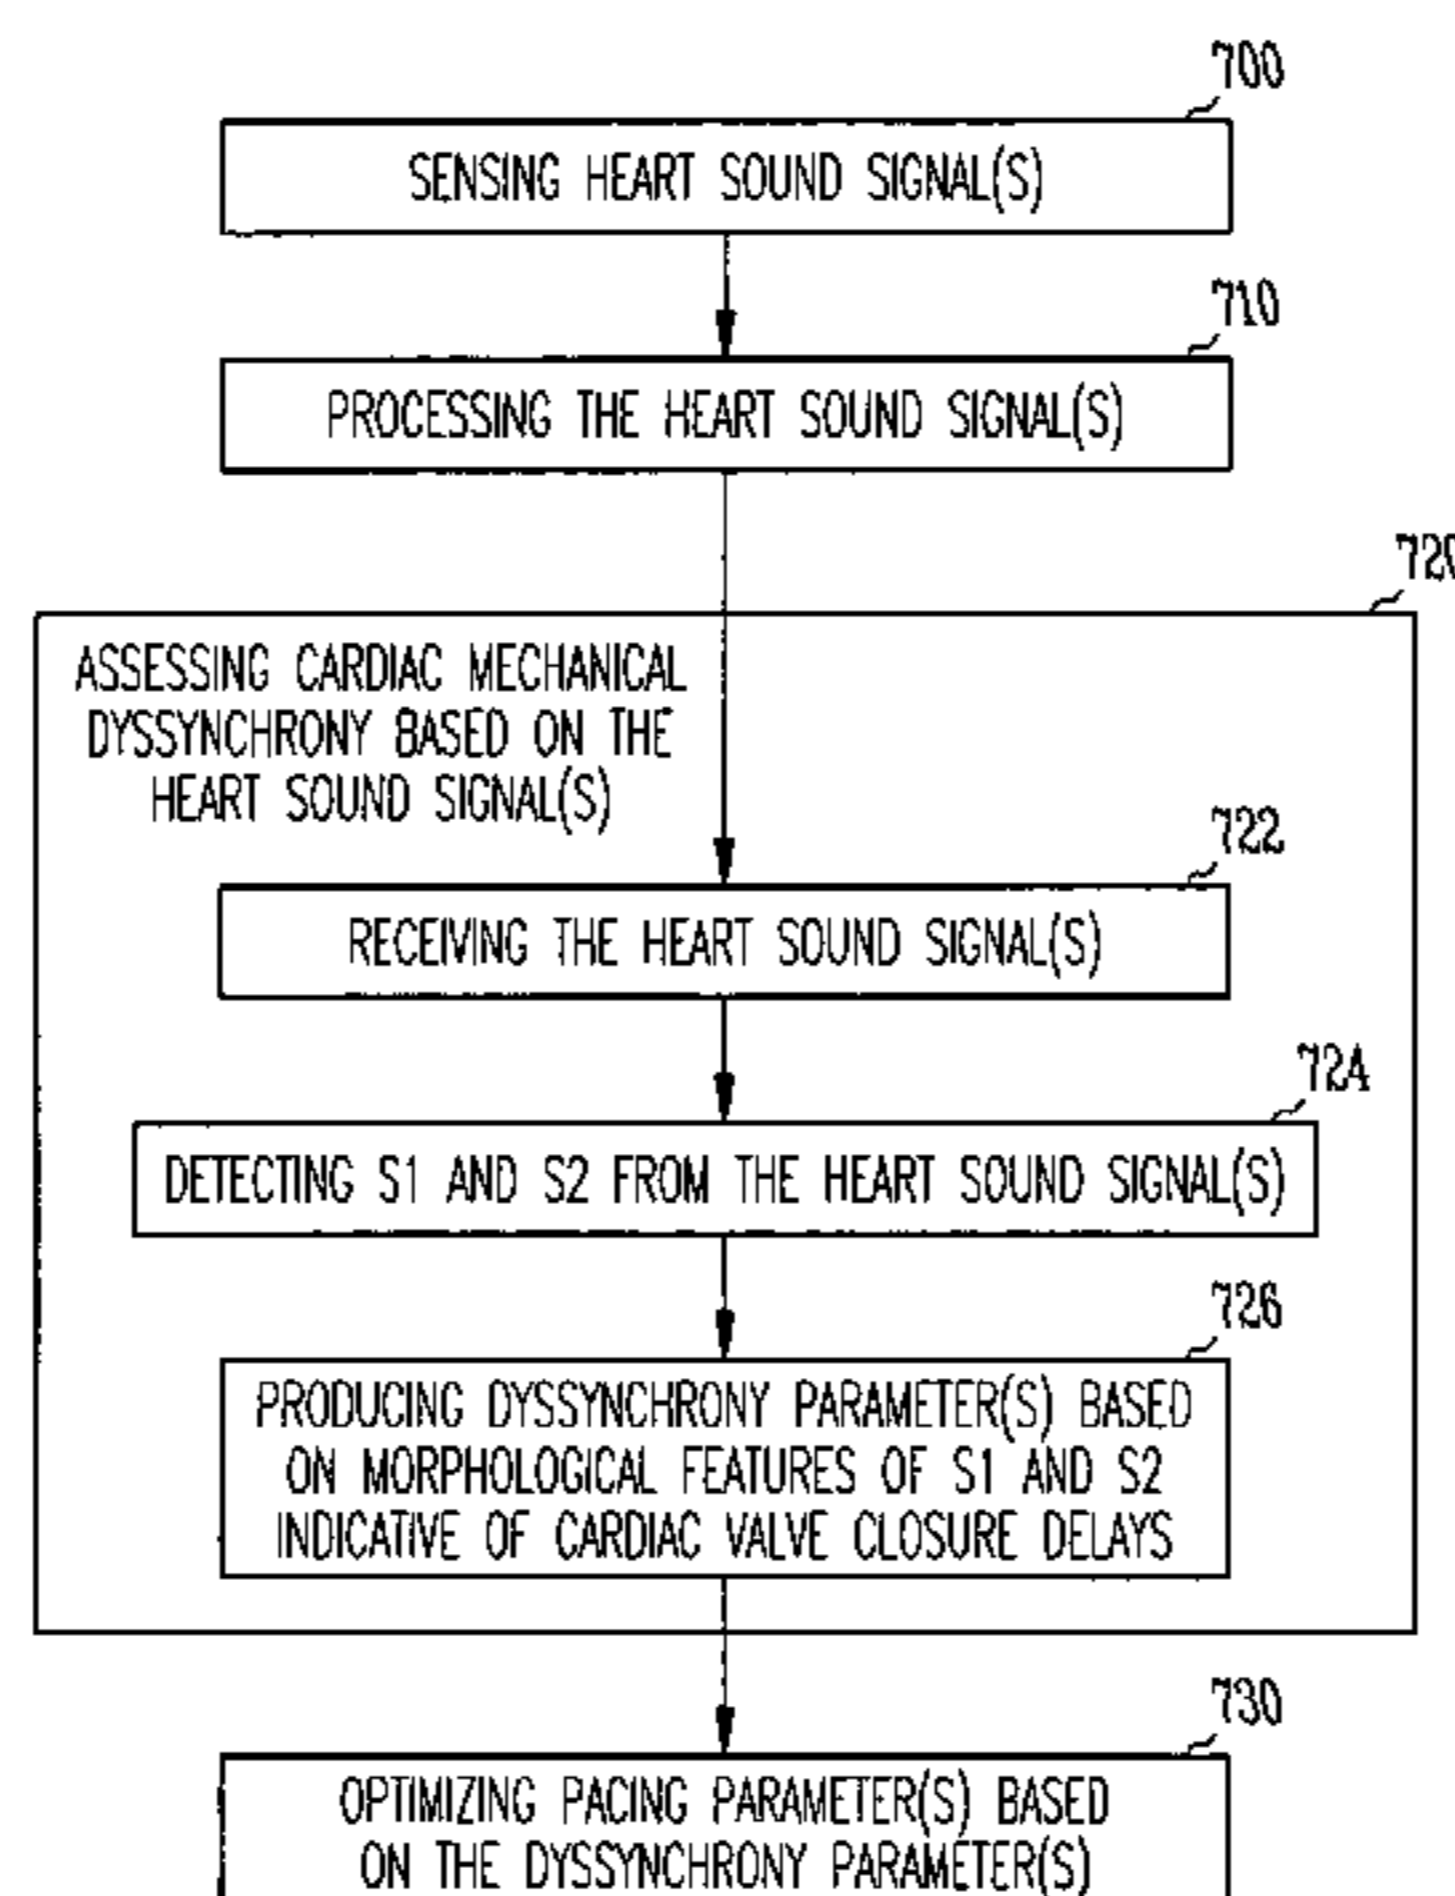 700
SENSING HEART SOUND SIGNAL(S)
710
PROCESSING THE HEART SOUND SIGNAL(S)
720
ASSESSING CARDIAC MECHANICAL
DYSSYNCHRONY BASED ON THE
HEART SOUND SIGNAL(S)
722
RECEIVING THE HEART SOUND SIGNAL(S)
724
DETECTING S1 AND S2 FROM THE HEART SOUND SIGNAL(S)
726
PRODUCING DYSSYNCHRONY PARAMETER(S) BASED
ON MORPHOLOGICAL FEATURES OF S1 AND S2
INDICATIVE OF CARDIAC VALVE CLOSURE DELAYS
730
OPTIMIZING PACING PARAMETER(S) BASED
ON THE DYSSYNCHRONY PARAMETER(S)